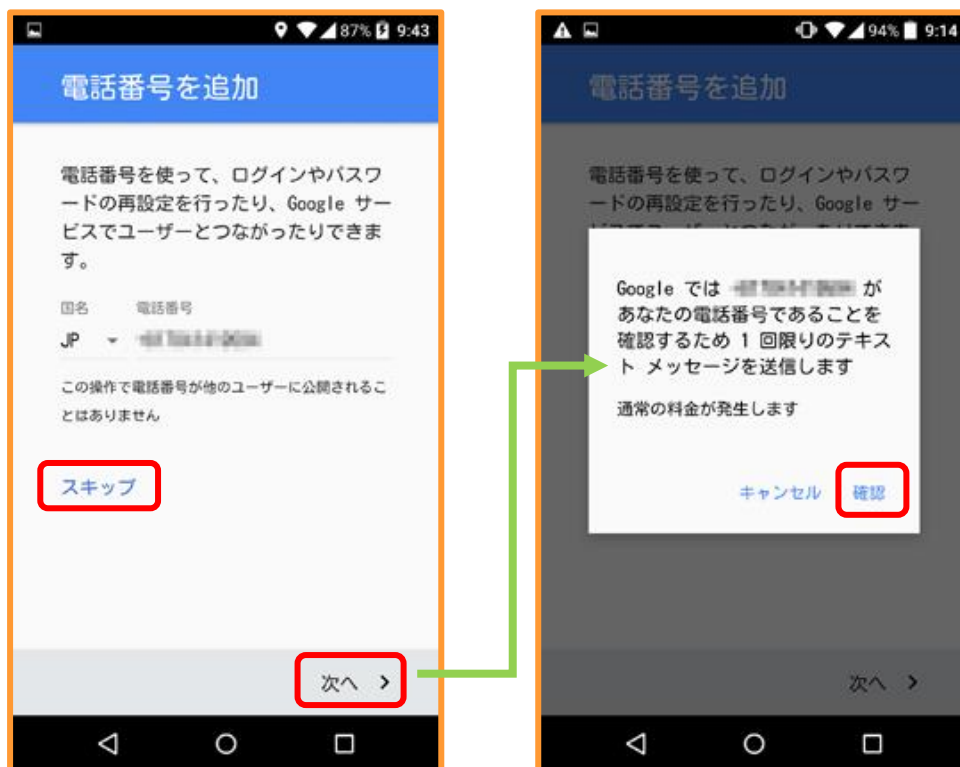 87% 9:43
電話番号を追加
電話番号を使って、ログインやパスワ
ードの再設定を行ったり、Google サー
ビスでユーザーとつながったりできま
す。
国名 電話番号
JP
この操作で電話番号が他のユーザーに公開されるこ
とはありません
スキップ
次へ
94% 9:14
電話番号を追加
電話番号を使って、ログインやパスワ
ードの再設定を行ったり、Google サー
Google では が
あなたの電話番号であることを
確認するため 1 回限りのテキス
ト メッセージを送信します
通常の料金が発生します
キャンセル 確認
次へ